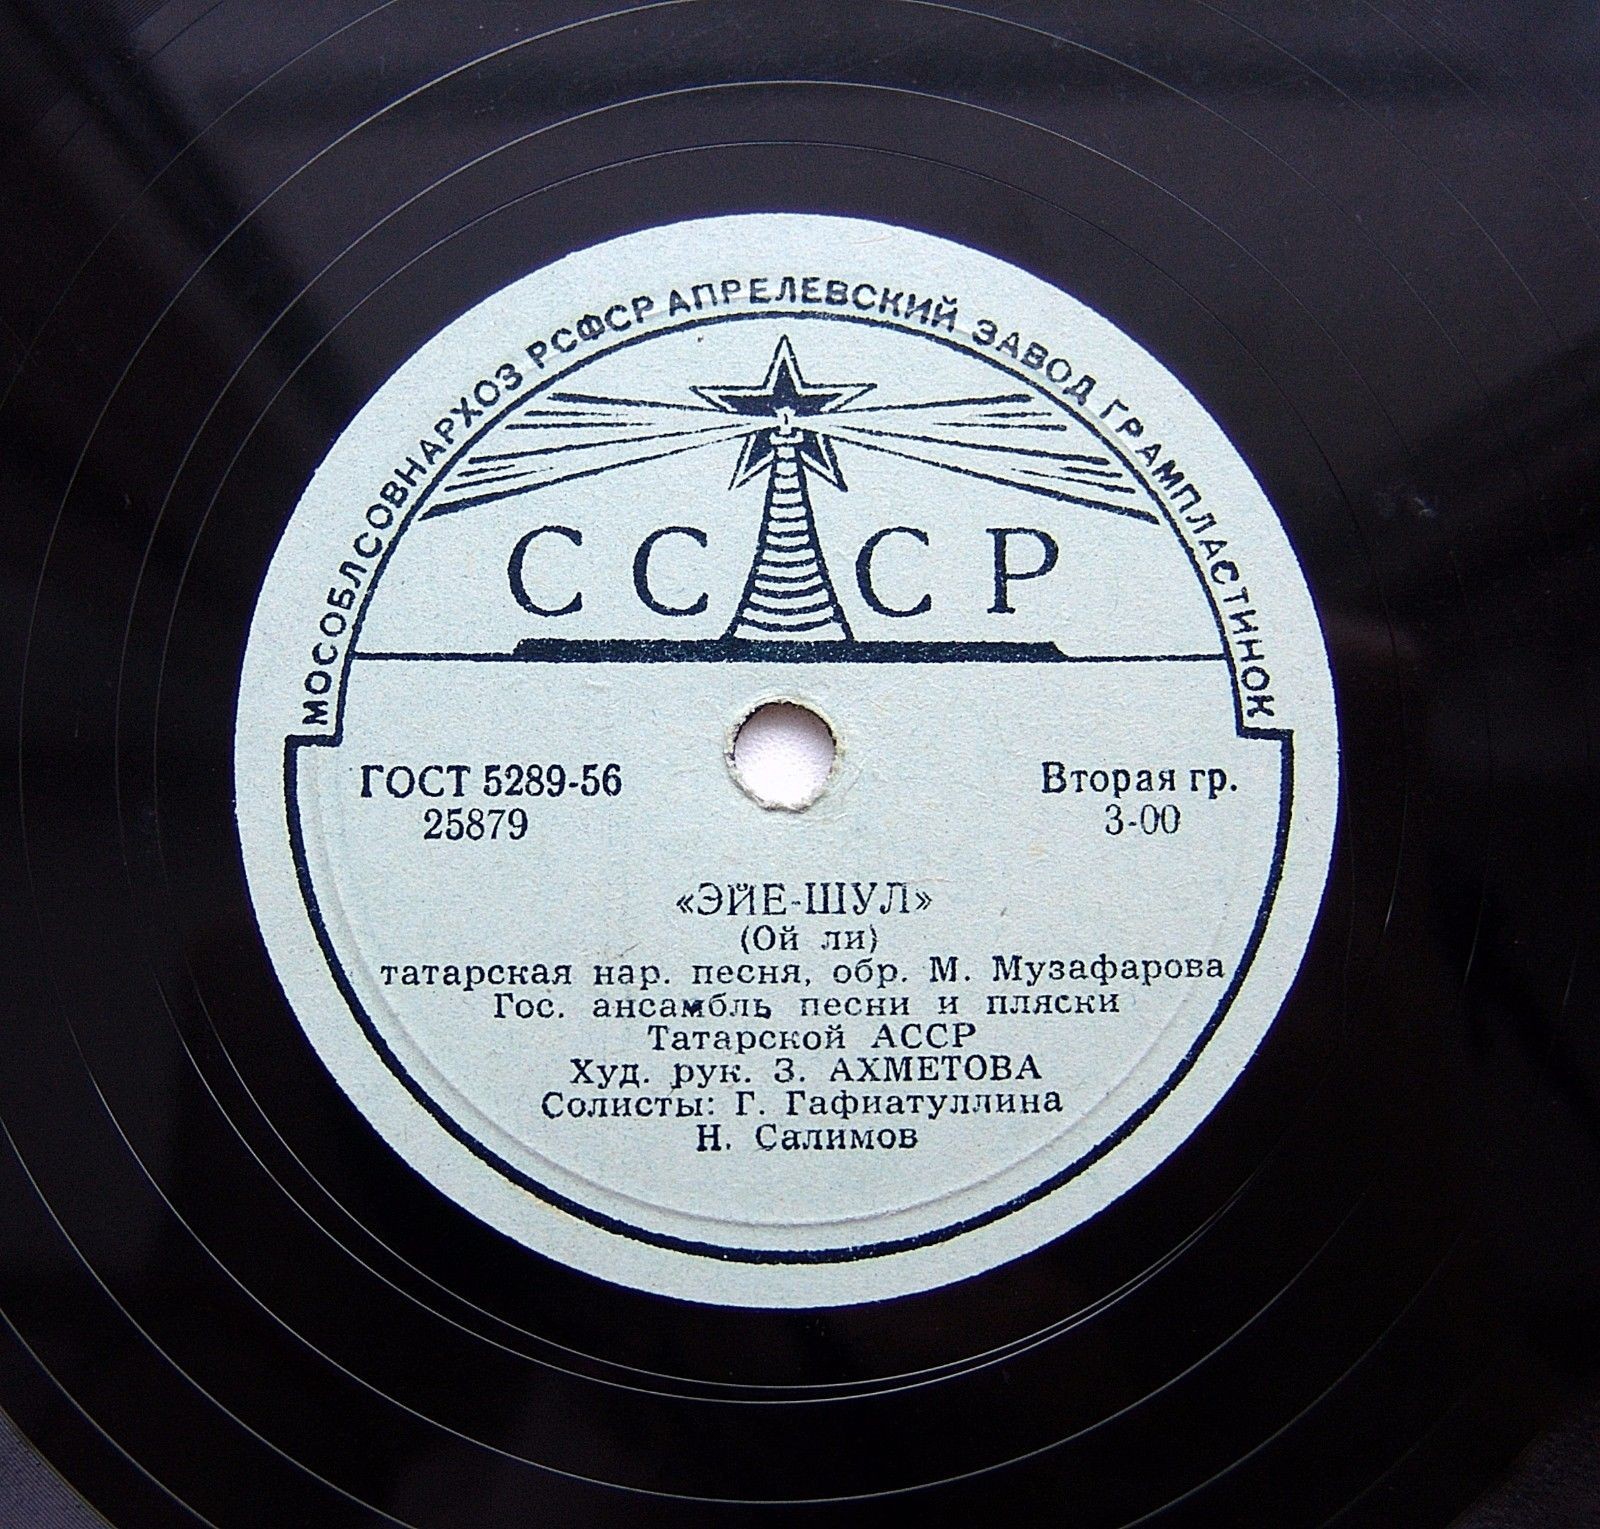 МОСОБЛСОВНАРХОЗ РСФСР АПРЕЛЕВСКИЙ ЗАВОД ГРАМПЛАСТИНОК
СССР
ГОСТ 5289-56
25879
Вторая гр.
3-00
«ЭЙЕ-ШУЛ»
(Ой ли)
татарская нар. песня, обр. М. Музафарова
Гос. ансамбль песни и пляски
Татарской АССР
Худ. рук. З. АХМЕТОВА
Солисты: Г. Гафиатуллина
Н. Салимов